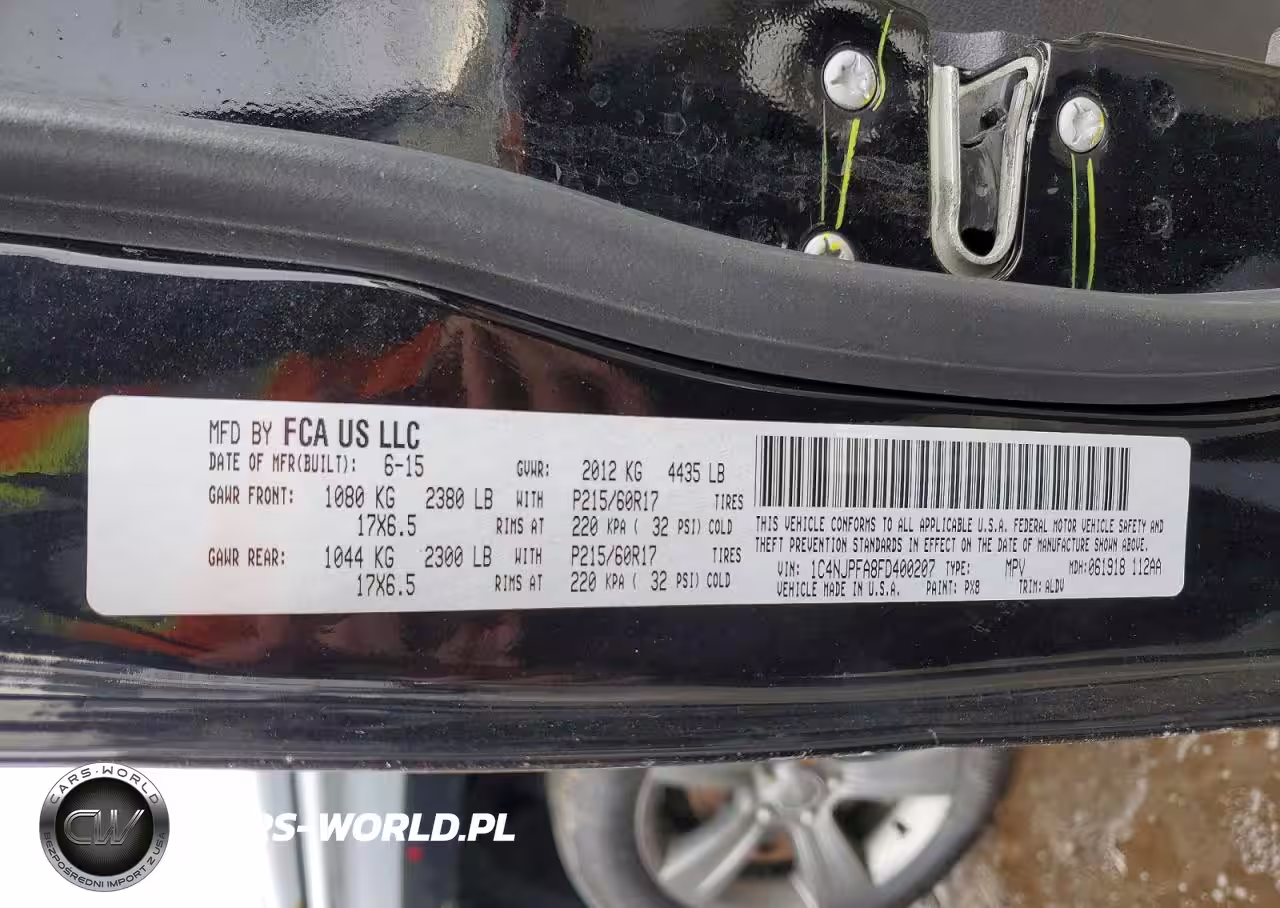 MFD BY FCA US LLC
DATE OF MFR(BUILT): 6-15 GVWR: 2012 KG 4435 LB
GAWR FRONT: 1080 KG 2380 LB WITH P215/60R17 TIRES
17X6.5 RIMS AT 220 KPA ( 32 PSI) COLD
GAWR REAR: 1044 KG 2300 LB WITH P215/60R17 TIRES
17X6.5 RIMS AT 220 KPA ( 32 PSI) COLD
THIS VEHICLE CONFORMS TO ALL APPLICABLE U.S.A. FEDERAL MOTOR VEHICLE SAFETY AND
THEFT PREVENTION STANDARDS IN EFFECT ON THE DATE OF MANUFACTURE SHOWN ABOVE.
VIN: 1C4NJPFA8FD400207 TYPE: MPV MDH:061918 112AA
VEHICLE MADE IN U.S.A. PAINT: PX8 TRIM: ALDV
CARS-WORLD
CW
BEZPOŚREDNI IMPORT Z USA
RS-WORLD.PL